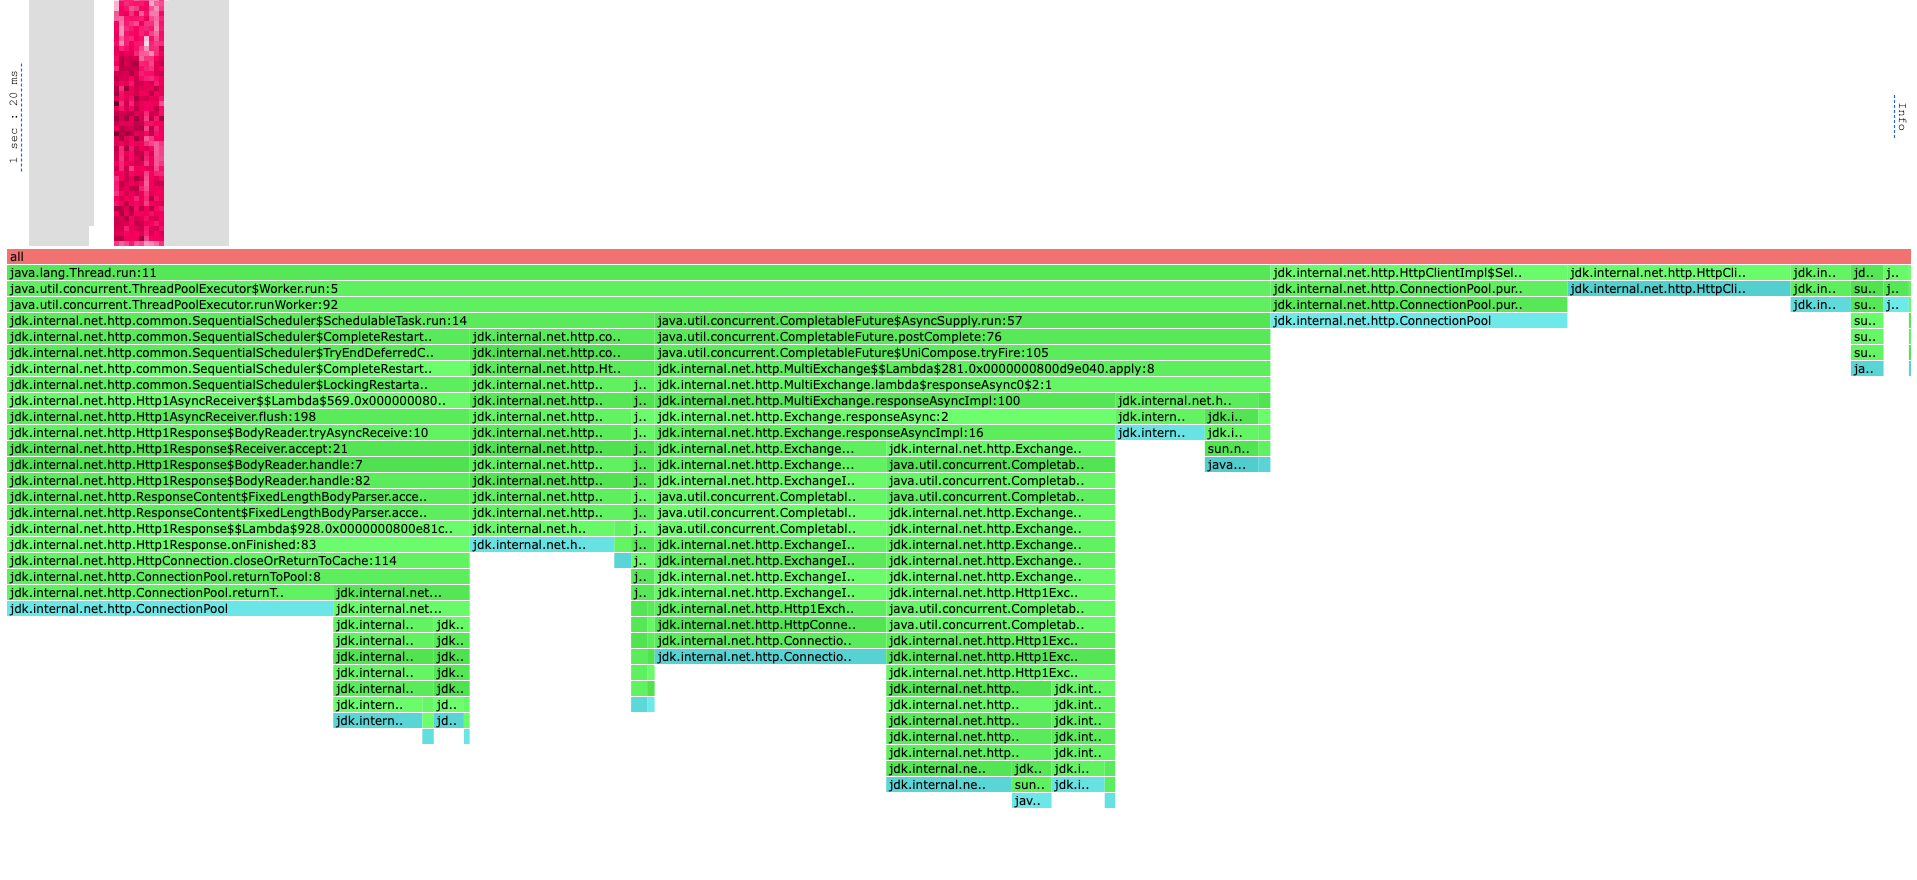 1 sec : 20 ms
Info
all
java.lang.Thread.run:11 jdk.internal.net.http.HttpClientImpl$Sel.. jdk.internal.net.http.HttpCli.. jdk.in.. jd.. j..
java.util.concurrent.ThreadPoolExecutor$Worker.run:5 jdk.internal.net.http.ConnectionPool.pur.. jdk.internal.net.http.HttpCli.. jdk.in.. su.. j..
java.util.concurrent.ThreadPoolExecutor.runWorker:92 jdk.internal.net.http.ConnectionPool.pur.. jdk.in.. su.. j..
jdk.internal.net.http.common.SequentialScheduler$SchedulableTask.run:14 java.util.concurrent.CompletableFuture$AsyncSupply.run:57 jdk.internal.net.http.ConnectionPool su..
jdk.internal.net.http.common.SequentialScheduler$CompleteRestart.. jdk.internal.net.http.co.. java.util.concurrent.CompletableFuture.postComplete:76 su..
jdk.internal.net.http.common.SequentialScheduler$TryEndDeferredC.. jdk.internal.net.http.co.. java.util.concurrent.CompletableFuture$UniCompose.tryFire:105 su..
jdk.internal.net.http.common.SequentialScheduler$CompleteRestart.. jdk.internal.net.http.Ht.. jdk.internal.net.http.MultiExchange$$Lambda$281.0x0000000800d9e040.apply:8 ja..
jdk.internal.net.http.common.SequentialScheduler$LockingRestarta.. jdk.internal.net.http.. j.. jdk.internal.net.http.MultiExchange.lambda$responseAsync0$2:1
jdk.internal.net.http.Http1AsyncReceiver$$Lambda$569.0x000000080.. jdk.internal.net.http.. j.. jdk.internal.net.http.MultiExchange.responseAsyncImpl:100 jdk.internal.net.h..
jdk.internal.net.http.Http1AsyncReceiver.flush:198 jdk.internal.net.http.. j.. jdk.internal.net.http.Exchange.responseAsync:2 jdk.intern.. jdk.i..
jdk.internal.net.http.Http1Response$BodyReader.tryAsyncReceive:10 jdk.internal.net.http.. j.. jdk.internal.net.http.Exchange.responseAsyncImpl:16 jdk.intern.. jdk.i..
jdk.internal.net.http.Http1Response$Receiver.accept:21 jdk.internal.net.http.. j.. jdk.internal.net.http.Exchange... jdk.internal.net.http.Exchange.. sun.n..
jdk.internal.net.http.Http1Response$BodyReader.handle:7 jdk.internal.net.http.. j.. jdk.internal.net.http.Exchange... java.util.concurrent.Completab.. java...
jdk.internal.net.http.Http1Response$BodyReader.handle:82 jdk.internal.net.http.. j.. jdk.internal.net.http.ExchangeI.. java.util.concurrent.Completab..
jdk.internal.net.http.ResponseContent$FixedLengthBodyParser.acce.. jdk.internal.net.http.. j.. java.util.concurrent.Completabl.. java.util.concurrent.Completab..
jdk.internal.net.http.ResponseContent$FixedLengthBodyParser.acce.. jdk.internal.net.http.. j.. java.util.concurrent.Completabl.. jdk.internal.net.http.Exchange..
jdk.internal.net.http.Http1Response$$Lambda$928.0x0000000800e81c.. jdk.internal.net.h.. j.. java.util.concurrent.Completabl.. jdk.internal.net.http.Exchange..
jdk.internal.net.http.Http1Response.onFinished:83 jdk.internal.net.h.. j.. jdk.internal.net.http.ExchangeI.. jdk.internal.net.http.Exchange..
jdk.internal.net.http.HttpConnection.closeOrReturnToCache:114 j.. jdk.internal.net.http.ExchangeI.. jdk.internal.net.http.Exchange..
jdk.internal.net.http.ConnectionPool.returnToPool:8 j.. jdk.internal.net.http.ExchangeI.. jdk.internal.net.http.Exchange..
jdk.internal.net.http.ConnectionPool.returnT.. jdk.internal.net... j.. jdk.internal.net.http.ExchangeI.. jdk.internal.net.http.Http1Exc..
jdk.internal.net.http.ConnectionPool jdk.internal.net... jdk.internal.net.http.Http1Exch.. java.util.concurrent.Completab..
jdk.internal.. jdk.. jdk.internal.net.http.HttpConne.. java.util.concurrent.Completab..
jdk.internal.. jdk.. jdk.internal.net.http.Connectio.. jdk.internal.net.http.Http1Exc..
jdk.internal.. jdk.. jdk.internal.net.http.Connectio.. jdk.internal.net.http.Http1Exc..
jdk.internal.. jdk.. jdk.internal.net.http.Http1Exc..
jdk.internal.. jdk.. jdk.internal.net.http.. jdk.int..
jdk.intern.. jd.. jdk.internal.net.http.. jdk.int..
jdk.intern.. jd.. jdk.internal.net.http.. jdk.int..
jdk.internal.net.http.. jdk.int..
jdk.internal.net.http.. jdk.int..
jdk.internal.ne.. jdk.. jdk.i..
jdk.internal.ne.. sun.. jdk.i..
jav..